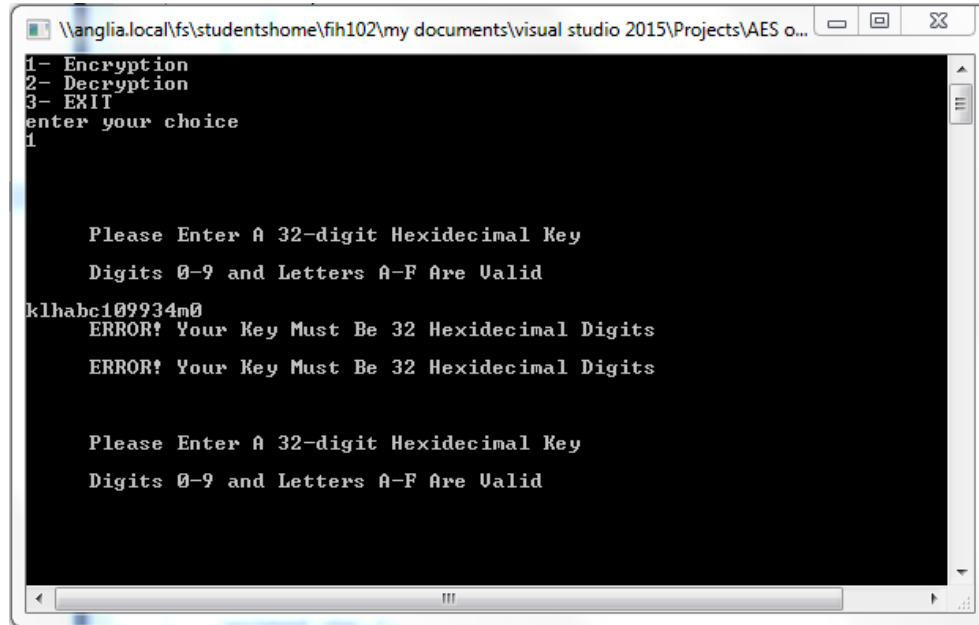 \\anglia.local\fs\studentshome\fih102\my documents\visual studio 2015\Projects\AES o...
1- Encryption
2- Decryption
3- EXIT
enter your choice
1
Please Enter A 32-digit Hexidecimal Key
Digits 0-9 and Letters A-F Are Valid
klhabc109934m0
ERROR! Your Key Must Be 32 Hexidecimal Digits
ERROR! Your Key Must Be 32 Hexidecimal Digits
Please Enter A 32-digit Hexidecimal Key
Digits 0-9 and Letters A-F Are Valid